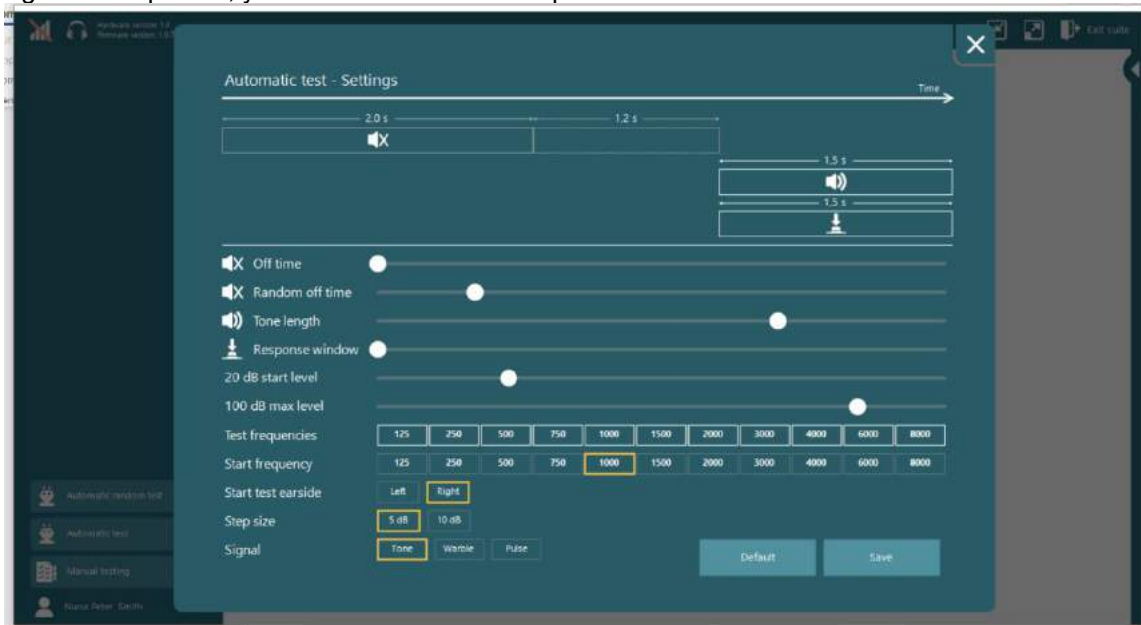 Hardware version 1.0
Exit suite
Automatic test - Settings
Time
2.0 s
1.2 s
1.5 s
1.5 s
Off time
Random off time
Tone length
Response window
20 dB start level
100 dB max level
Test frequencies 125 250 500 750 1000 1500 2000 3000 4000 6000 8000
Start frequency 125 250 500 750 1000 1500 2000 3000 4000 6000 8000
Start test earside Left Right
Step size 5 dB 10 dB
Signal Tone Warble Pulse
Default Save
Automatic random test
Automatic test
Manual testing
Nurse Peter, Smith